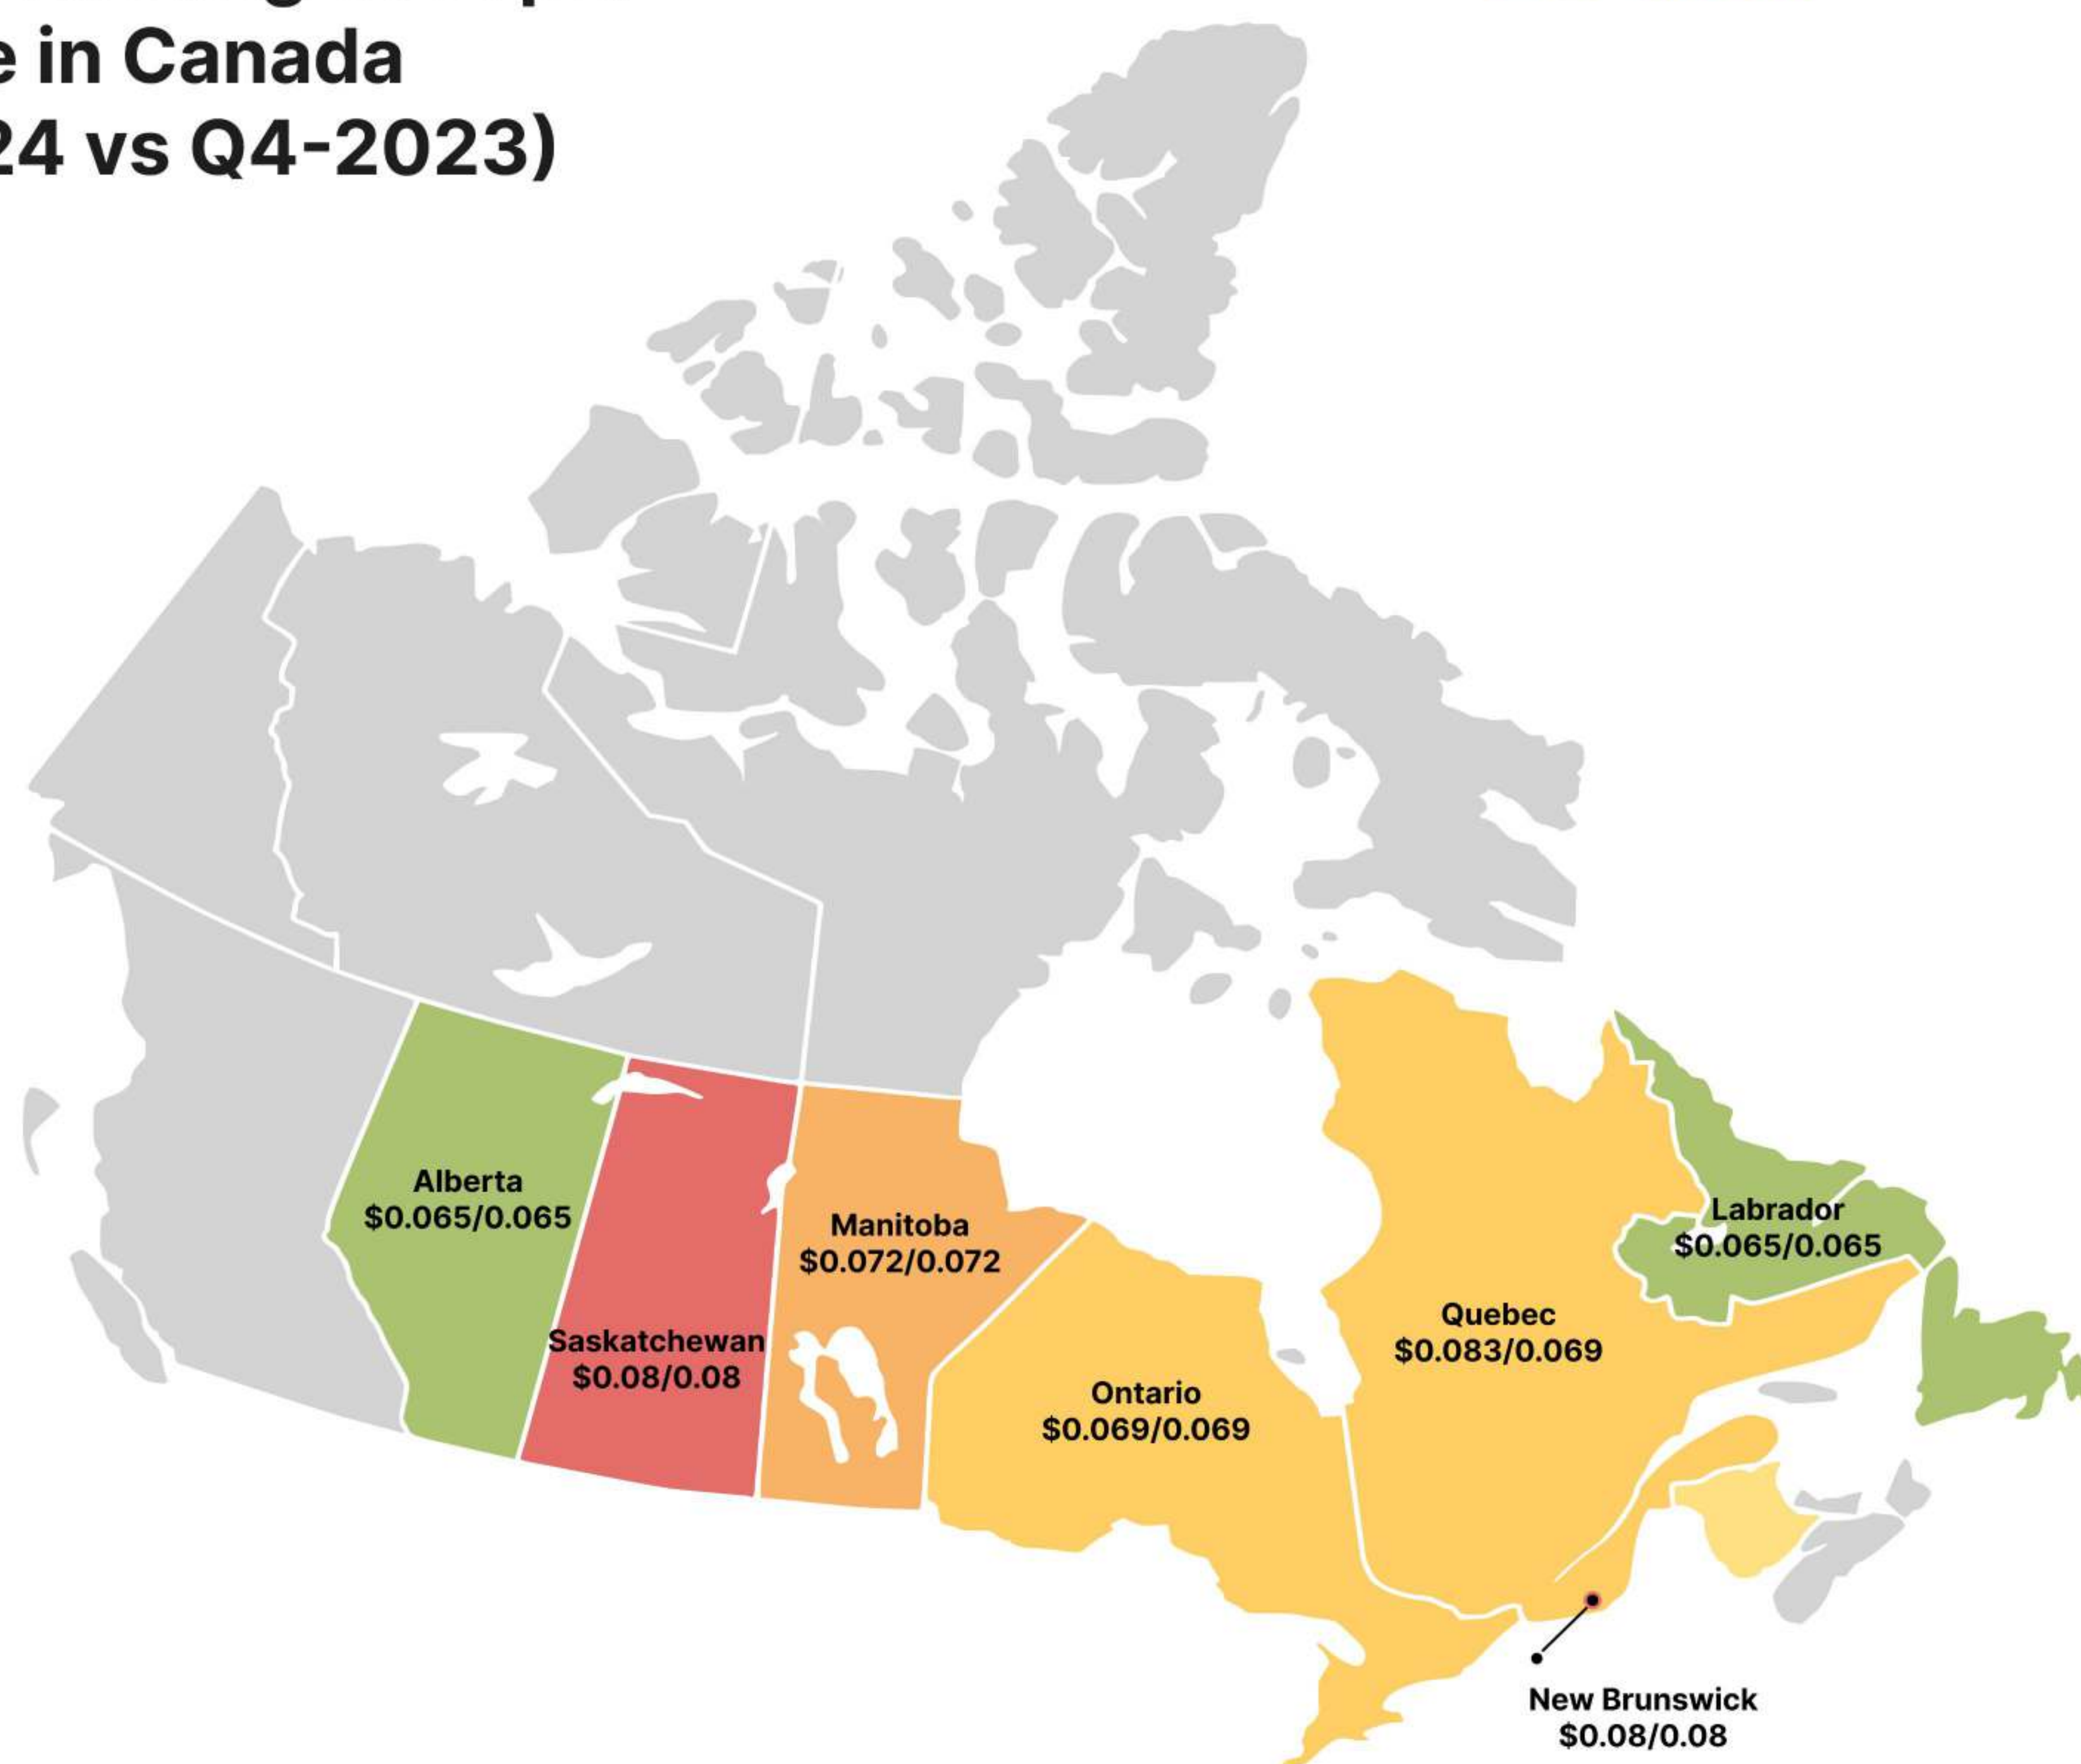 in Canada
24 vs Q4-2023)
Alberta
$0.065/0.065
Saskatchewan
$0.08/0.08
Manitoba
$0.072/0.072
Ontario
$0.069/0.069
Quebec
$0.083/0.069
Labrador
$0.065/0.065
New Brunswick
$0.08/0.08